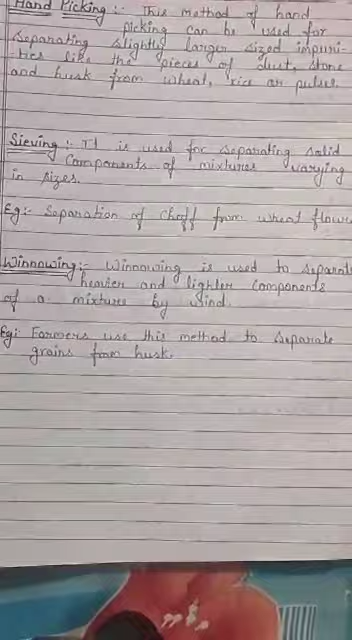 Hand Picking :- This method of hand
picking can be used for
separating slightly larger sized impuri-
ties like the pieces of dust, stone
and husk from wheat, rice or pulses.
Sieving :- It is used for separating solid
components of mixtures varying
in sizes.
Eg:- Separation of Chaff from wheat flower
Winnowing :- Winnowing is used to separate
heavier and lighter components
of a mixture by wind.
Eg: Farmers use this method to separate
grains from husk.